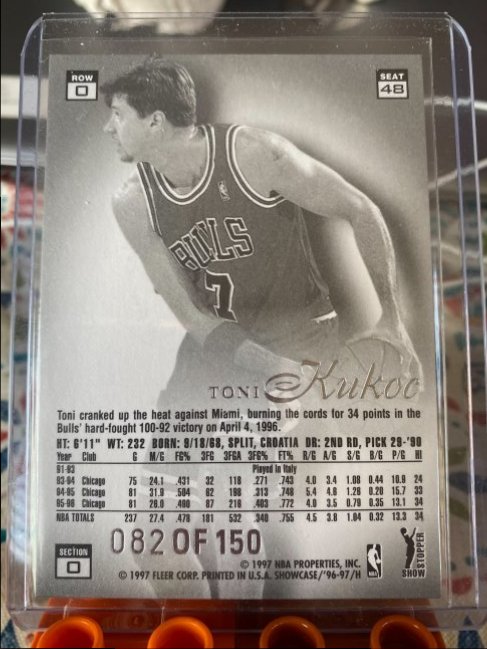 ROW
0
SEAT
48
BULLS
7
TONI Kukoc
Toni cranked up the heat against Miami, burning the cords for 34 points in the
Bulls' hard-fought 100-92 victory on April 4, 1996.
HT: 6'11" WT: 232 BORN: 9/18/68, SPLIT, CROATIA DR: 2ND RD, PICK 29-'90
Year Club G M/G FG% 3FG 3FGA 3FG% FT% R/G A/G S/G B/G P/G HI
91-93 Played in Italy
93-94 Chicago 75 24.1 .431 32 118 .271 .743 4.0 3.4 1.08 0.44 10.9 24
94-95 Chicago 81 31.9 .504 62 198 .313 .748 5.4 4.6 1.26 0.20 15.7 33
95-96 Chicago 81 26.0 .490 87 216 .403 .772 4.0 3.5 0.79 0.35 13.1 34
NBA TOTALS 237 27.4 .478 181 532 .340 .755 4.5 3.8 1.04 0.32 13.3 34
SECTION
0
082 OF 150
© 1997 NBA PROPERTIES, INC.
© 1997 FLEER CORP. PRINTED IN U.S.A. SHOWCASE/'96-97/H
NBA
SHOW
STOPPER